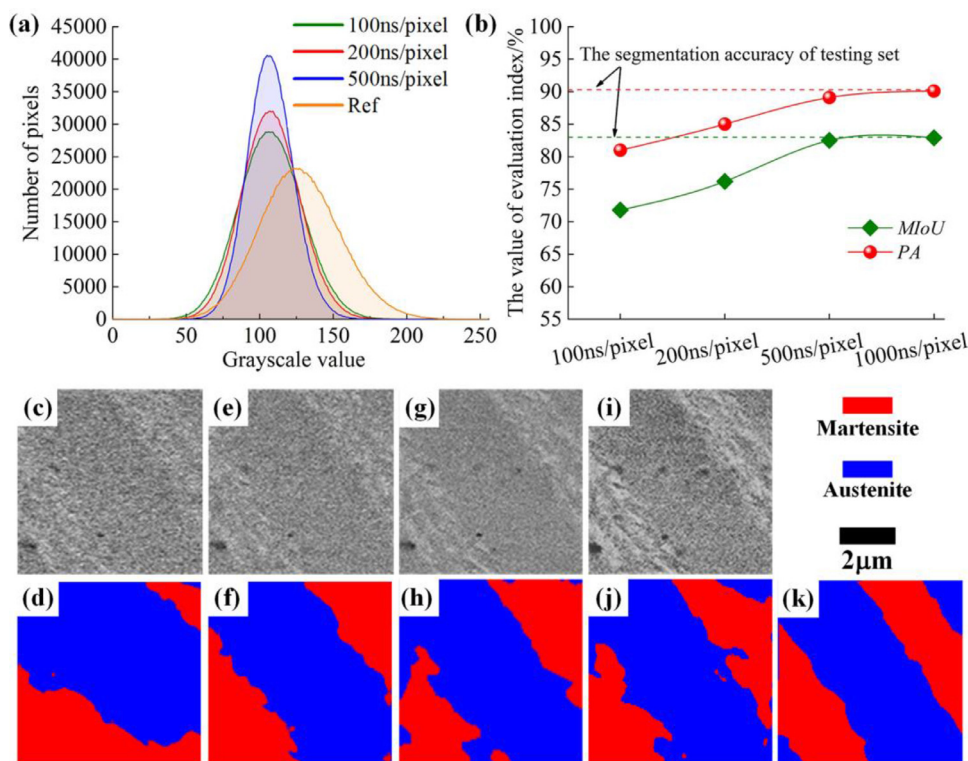 (a)
100ns/pixel
200ns/pixel
500ns/pixel
Ref
Number of pixels
45000
40000
35000
30000
25000
20000
15000
10000
5000
0
0 50 100 150 200 250
Grayscale value
(b)
The segmentation accuracy of testing set
The value of evaluation index/%
100
95
90
85
80
75
70
65
60
55
MIoU
PA
100ns/pixel 200ns/pixel 500ns/pixel 1000ns/pixel
(c) (e) (g) (i)
Martensite
Austenite
2μm
(d) (f) (h) (j) (k)